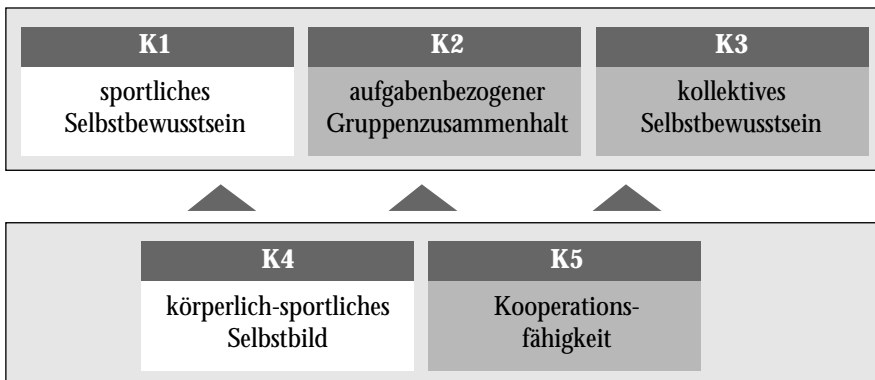 K1
sportliches
Selbstbewusstsein
K2
aufgabenbezogener
Gruppenzusammenhalt
K3
kollektives
Selbstbewusstsein
K4
körperlich-sportliches
Selbstbild
K5
Kooperations-
fähigkeit